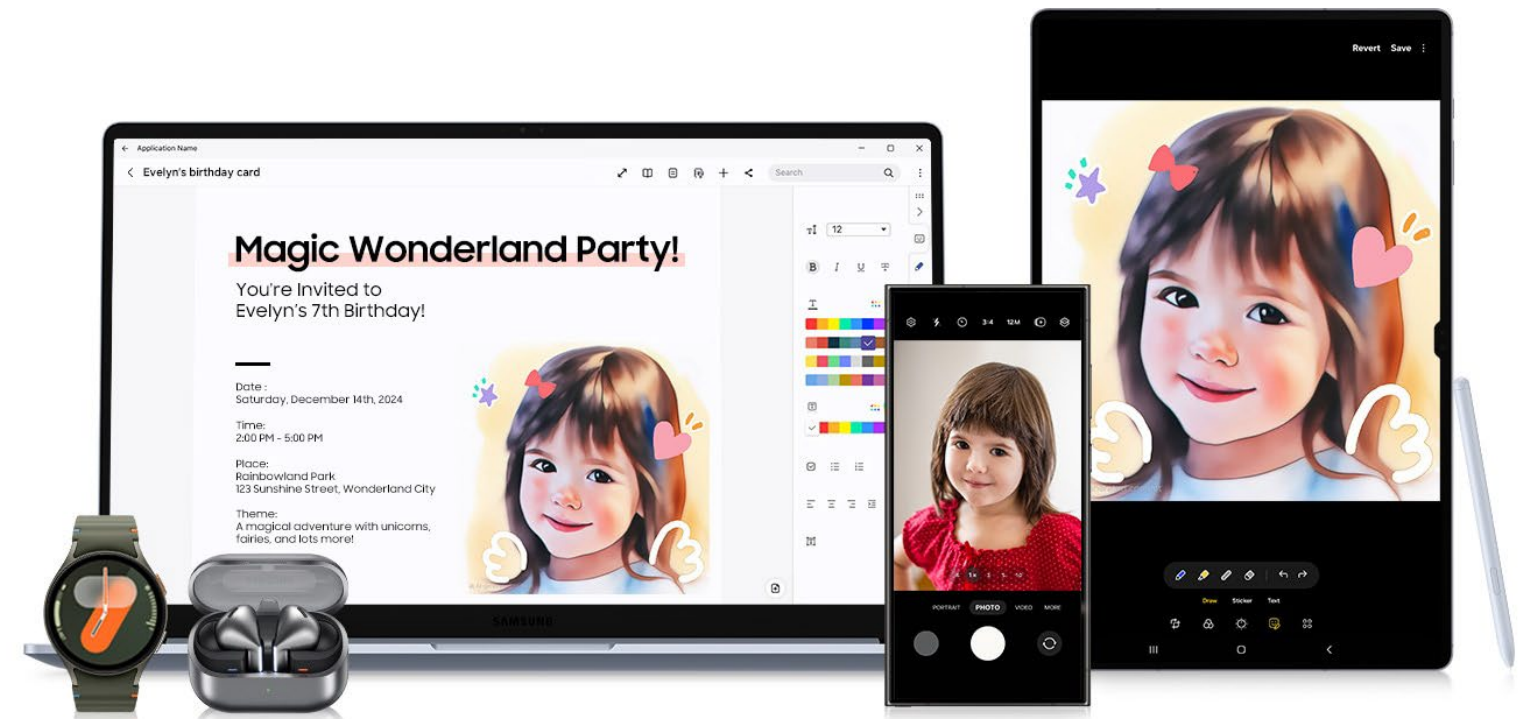 Application Name
Evelyn's birthday card
Search
Magic Wonderland Party!
You're Invited to
Evelyn's 7th Birthday!
Date :
Saturday, December 14th, 2024
Time:
2:00 PM - 5:00 PM
Place:
Rainbowland Park
123 Sunshine Street, Wonderland City
Theme:
A magical adventure with unicorns,
fairies, and lots more!
12
B I U T
SAMSUNG
7
3:4 12M
1x
PORTRAIT PHOTO VIDEO MORE
Revert Save
Draw Sticker Text